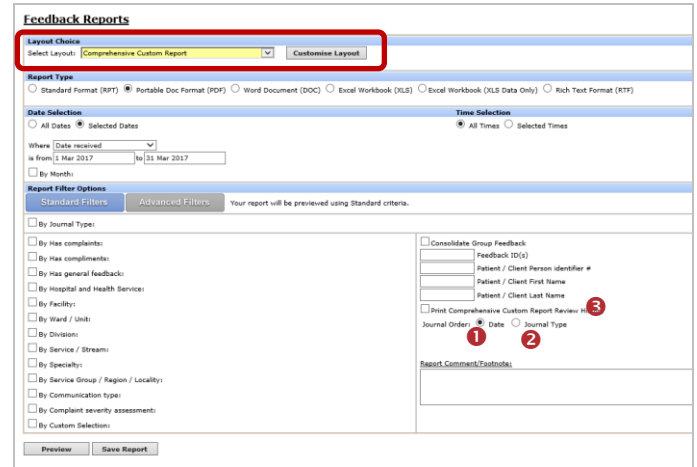 Feedback Reports
Layout Choice
Select Layout: Comprehensive Custom Report Customise Layout
Report Type
Standard Format (RPT) Portable Doc Format (PDF) Word Document (DOC) Excel Workbook (XLS) Excel Workbook (XLS Data Only) Rich Text Format (RTF)
Date Selection Time Selection
All Dates Selected Dates All Times Selected Times
Where Date received
is from 1 Mar 2017 to 31 Mar 2017
By Month:
Report Filter Options
Standard Filters Advanced Filters Your report will be previewed using Standard criteria.
By Journal Type:
By Has complaints:
By Has compliments:
By Has general feedback:
By Hospital and Health Service:
By Facility:
By Ward / Unit:
By Division:
By Service / Stream:
By Specialty:
By Service Group / Region / Locality:
By Communication type:
By Complaint severity assessment:
By Custom Selection:
Consolidate Group Feedback
Feedback ID(s)
Patient / Client Person identifier #
Patient / Client First Name
Patient / Client Last Name
Print Comprehensive Custom Report Review 3
Journal Order: Date Journal Type
1 2
Report Comment/Footnote:
Preview Save Report